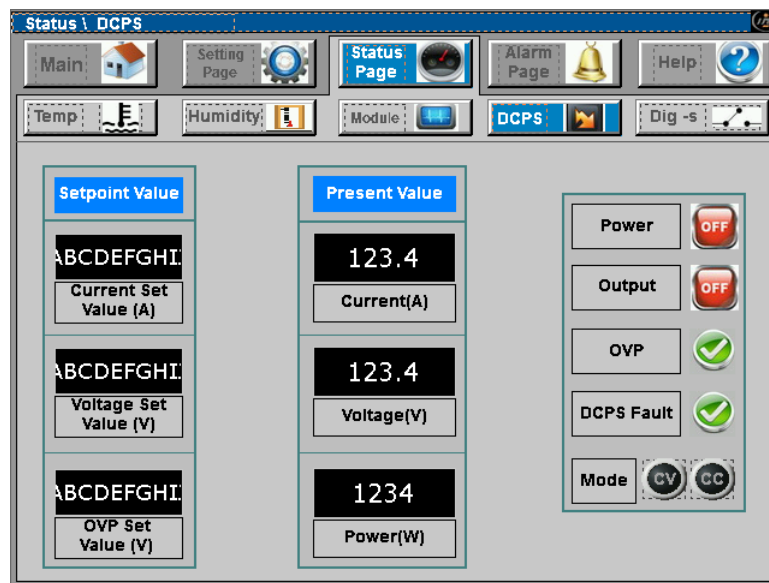 Status \ DCPS
Main
Setting
Page
Status
Page
Alarm
Page
Help
Temp
Humidity
Module
DCPS
Dig -s
Setpoint Value
ABCDEFGHI
Current Set
Value (A)
ABCDEFGHI
Voltage Set
Value (V)
ABCDEFGHI
OVP Set
Value (V)
Present Value
123.4
Current(A)
123.4
Voltage(V)
1234
Power(W)
Power
OFF
Output
OFF
OVP
DCPS Fault
Mode
CV
CC